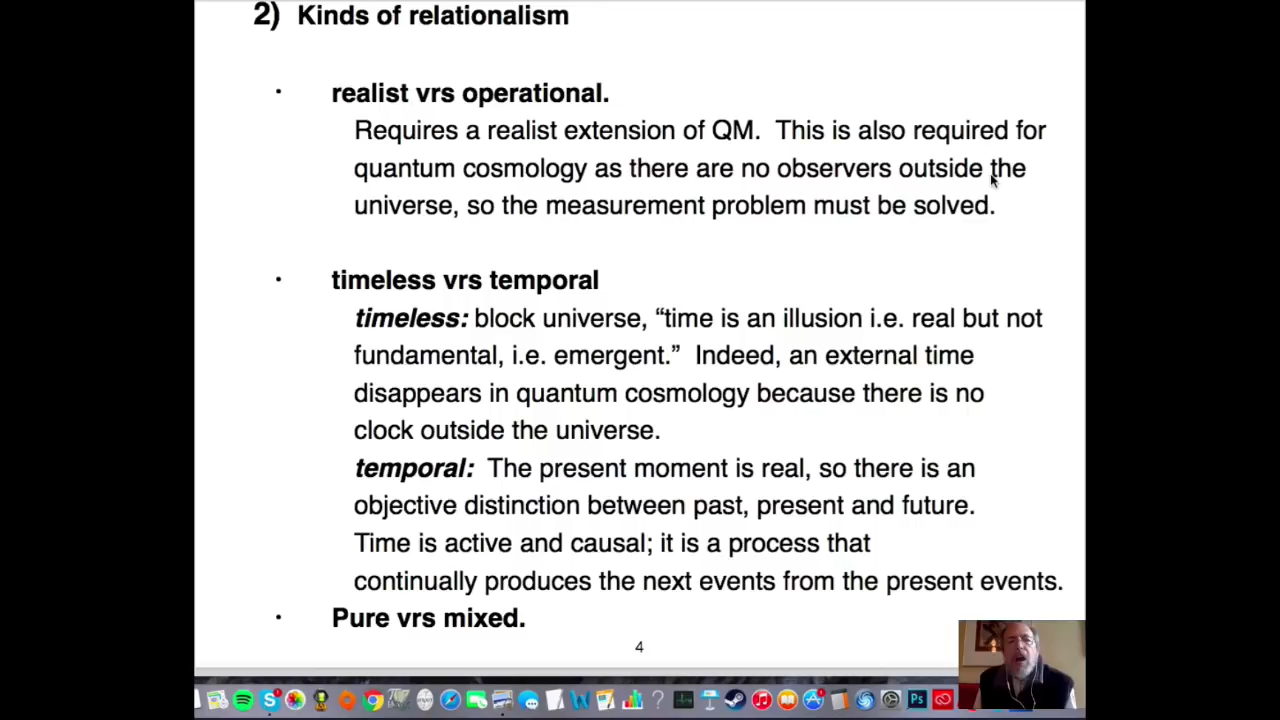 2) Kinds of relationalism
· realist vrs operational.
Requires a realist extension of QM. This is also required for
quantum cosmology as there are no observers outside the
universe, so the measurement problem must be solved.
· timeless vrs temporal
timeless: block universe, “time is an illusion i.e. real but not
fundamental, i.e. emergent.” Indeed, an external time
disappears in quantum cosmology because there is no
clock outside the universe.
temporal: The present moment is real, so there is an
objective distinction between past, present and future.
Time is active and causal; it is a process that
continually produces the next events from the present events.
· Pure vrs mixed.
4
Ps